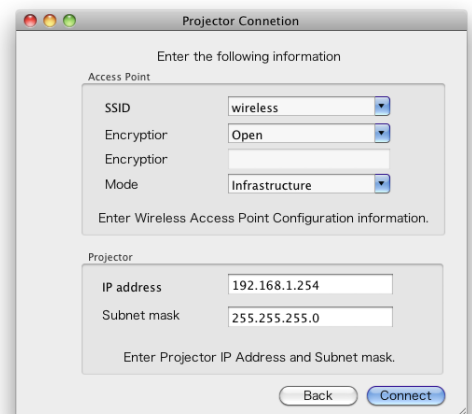 Projector Connetion
Enter the following information
Access Point
SSID wireless
Encryptior Open
Encryptior
Mode Infrastructure
Enter Wireless Access Point Configuration information.
Projector
IP address 192.168.1.254
Subnet mask 255.255.255.0
Enter Projector IP Address and Subnet mask.
Back Connect